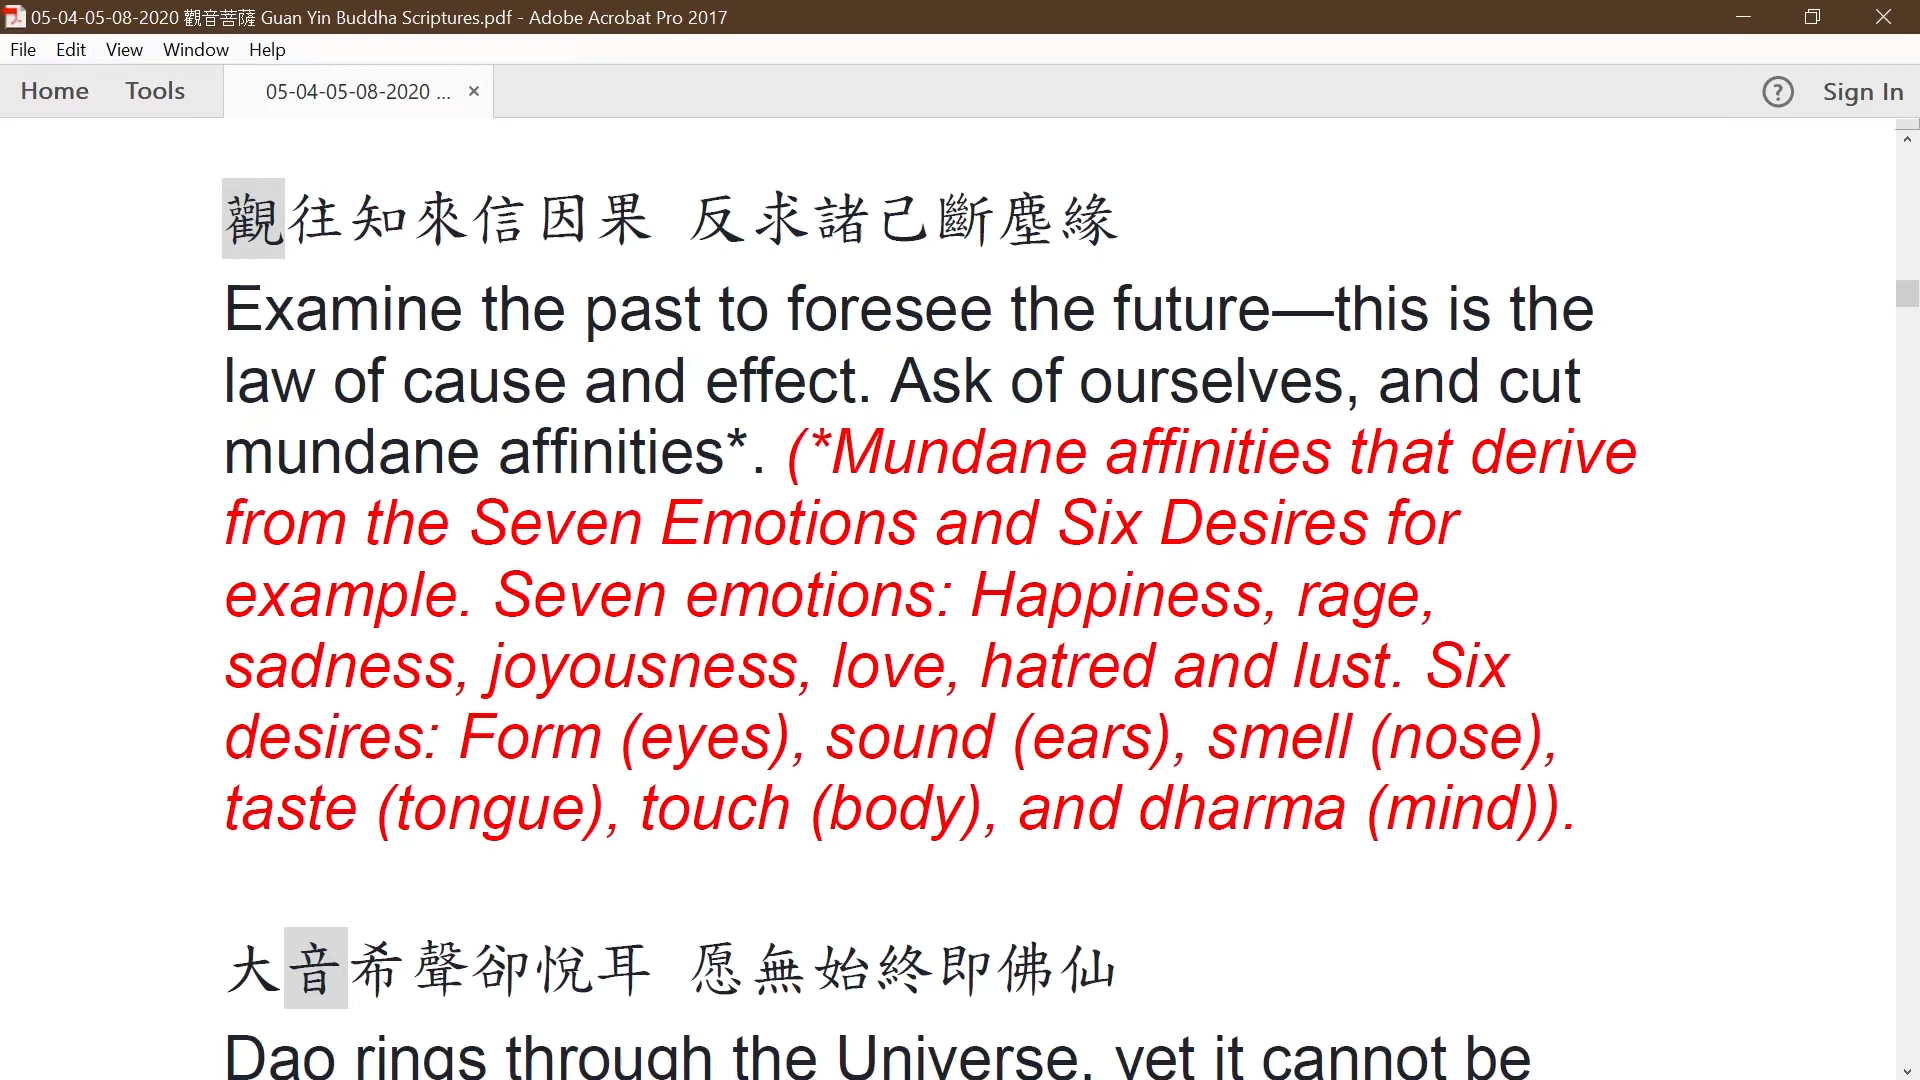 05-04-05-08-2020 觀音菩薩 Guan Yin Buddha Scriptures.pdf - Adobe Acrobat Pro 2017
File Edit View Window Help
Home Tools 05-04-05-08-2020 ... × ? Sign In
觀往知來信因果 反求諸己斷塵緣
Examine the past to foresee the future—this is the
law of cause and effect. Ask of ourselves, and cut
mundane affinities*. (*Mundane affinities that derive
from the Seven Emotions and Six Desires for
example. Seven emotions: Happiness, rage,
sadness, joyousness, love, hatred and lust. Six
desires: Form (eyes), sound (ears), smell (nose),
taste (tongue), touch (body), and dharma (mind)).
大音希聲卻悅耳 愿無始終即佛仙
Dao rings through the Universe, yet it cannot be